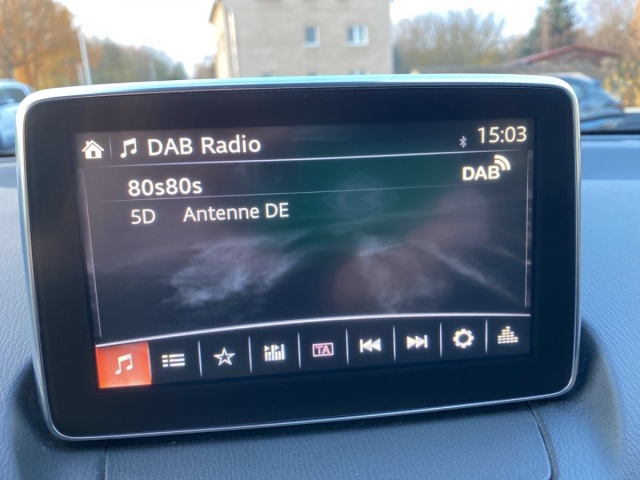 DAB Radio
15:03
80s80s
DAB
5D Antenne DE
TA